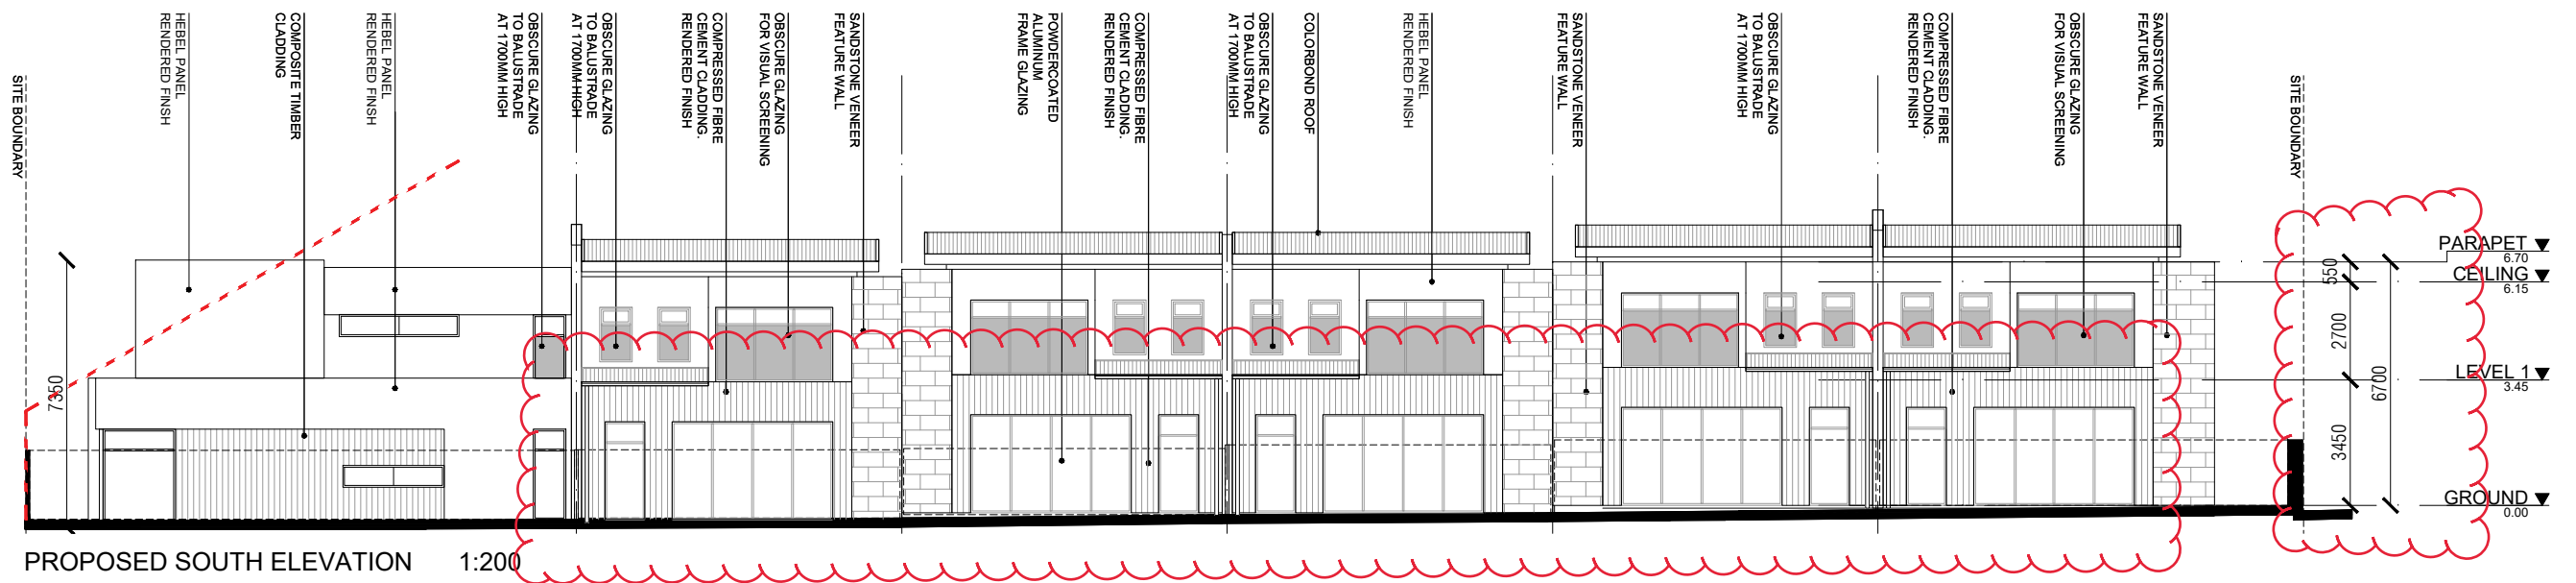 SITE BOUNDARY
HEBEL PANEL
RENDERED FINISH
COMPOSITE TIMBER
CLADDING
HEBEL PANEL
RENDERED FINSH
OBSCURE GLAZING
TO BALUSTRADE
AT 1700MM HIGH
OBSCURE GLAZING
TO BALUSTRADE
AT 1700MM HIGH
COMPRESSED FIBRE
CEMENT CLADDING.
RENDERED FINISH
OBSCURE GLAZING
FOR VISUAL SCREENING
SANDSTONE VENEER
FEATURE WALL
POWDERCOATED
ALUMINUM
FRAME GLAZING
COMPRESSED FIBRE
CEMENT CLADDING.
RENDERED FINISH
OBSCURE GLAZING
TO BALUSTRADE
AT 1700MM HIGH
COLORBOND ROOF
HEBEL PANEL
RENDERED FINISH
SANDSTONE VENEER
FEATURE WALL
OBSCURE GLAZING
TO BALUSTRADE
AT 1700MM HIGH
COMPRESSED FIBRE
CEMENT CLADDING.
RENDERED FINISH
OBSCURE GLAZING
FOR VISUAL SCREENING
SANDSTONE VENEER
FEATURE WALL
SITE BOUNDARY
7350
550
2700
3450
6700
PARAPET
6.70
CEILING
6.15
LEVEL 1
3.45
GROUND
0.00
PROPOSED SOUTH ELEVATION 1:200